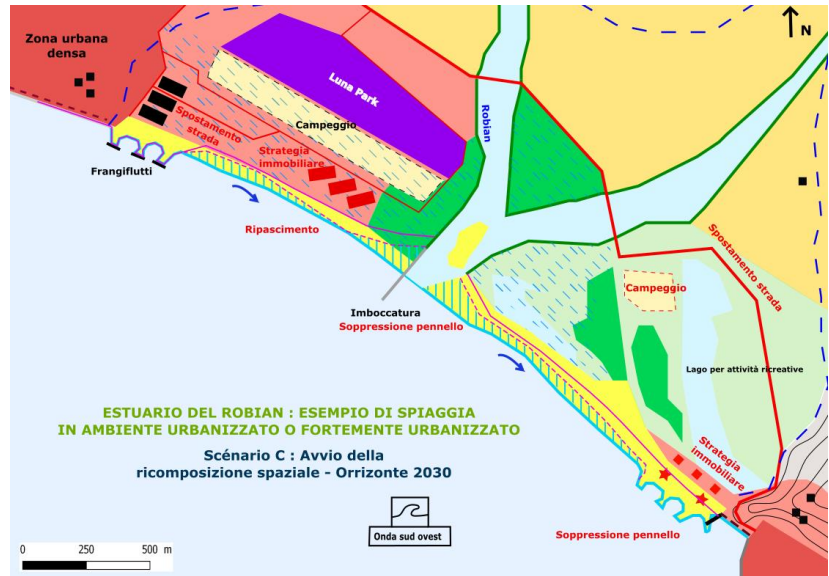 Zona urbana
densa
N
Luna Park
Robian
Campeggio
Spostamento
strada
Strategia
immobiliare
Frangiflutti
Ripascimento
Spostamento strada
Campeggio
Imboccatura
Soppressione pennello
Lago per attività ricreative
ESTUARIO DEL ROBIAN : ESEMPIO DI SPIAGGIA
IN AMBIENTE URBANIZZATO O FORTEMENTE URBANIZZATO
Scénario C : Avvio della
ricomposizione spaziale - Orrizonte 2030
Strategia
immobiliare
Onda sud ovest
Soppressione pennello
0 250 500 m